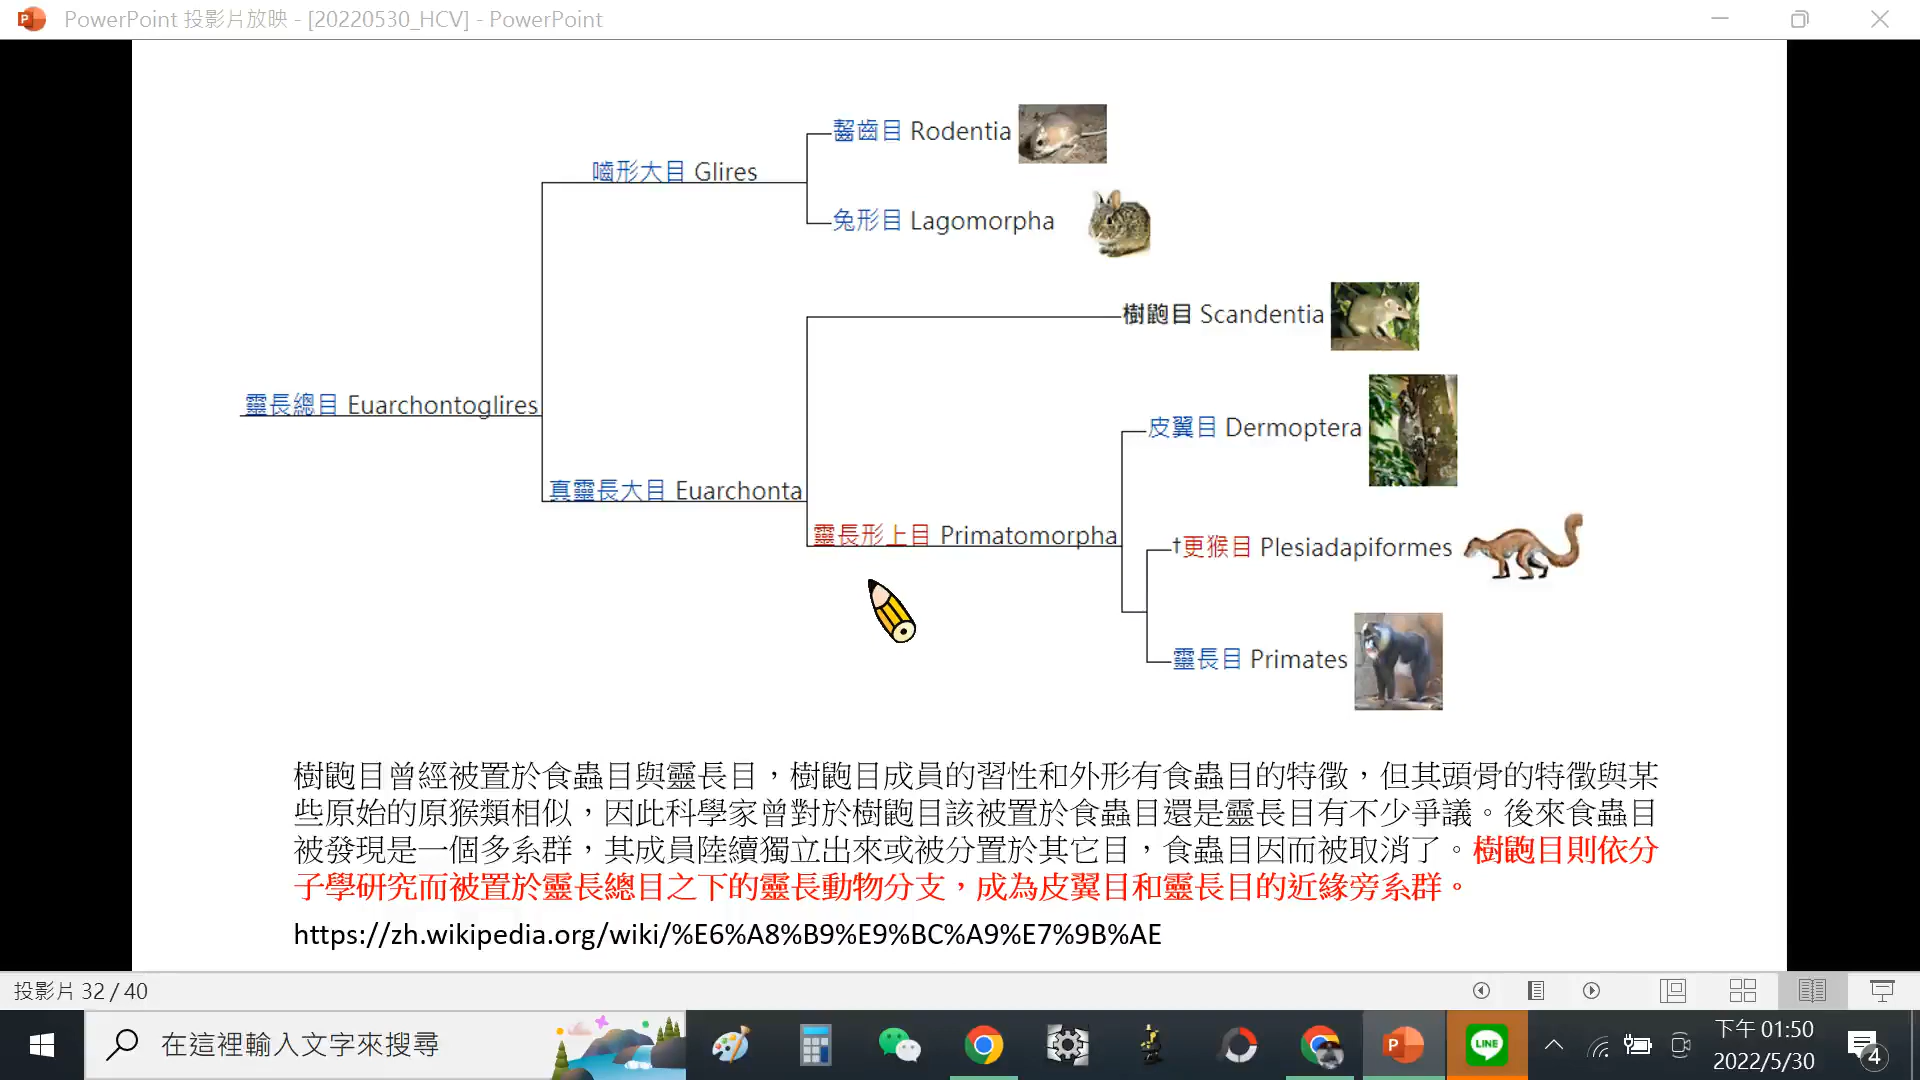 PowerPoint 投影片放映 - [20220530_HCV] - PowerPoint
齧齒目 Rodentia
嚙形大目 Glires
兔形目 Lagomorpha
樹鼩目 Scandentia
靈長總目 Euarchontoglires
皮翼目 Dermoptera
真靈長大目 Euarchonta
靈長形上目 Primatomorpha
†更猴目 Plesiadapiformes
靈長目 Primates
樹鼩目曾經被置於食蟲目與靈長目，樹鼩目成員的習性和外形有食蟲目的特徵，但其頭骨的特徵與某
些原始的原猴類相似，因此科學家曾對於樹鼩目該被置於食蟲目還是靈長目有不少爭議。後來食蟲目
被發現是一個多系群，其成員陸續獨立出來或被分置於其它目，食蟲目因而被取消了。樹鼩目則依分
子學研究而被置於靈長總目之下的靈長動物分支，成為皮翼目和靈長目的近緣旁系群。
https://zh.wikipedia.org/wiki/%E6%A8%B9%E9%BC%A9%E7%9B%AE
投影片 32 / 40
在這裡輸入文字來搜尋
LINE
下午 01:50
2022/5/30
4